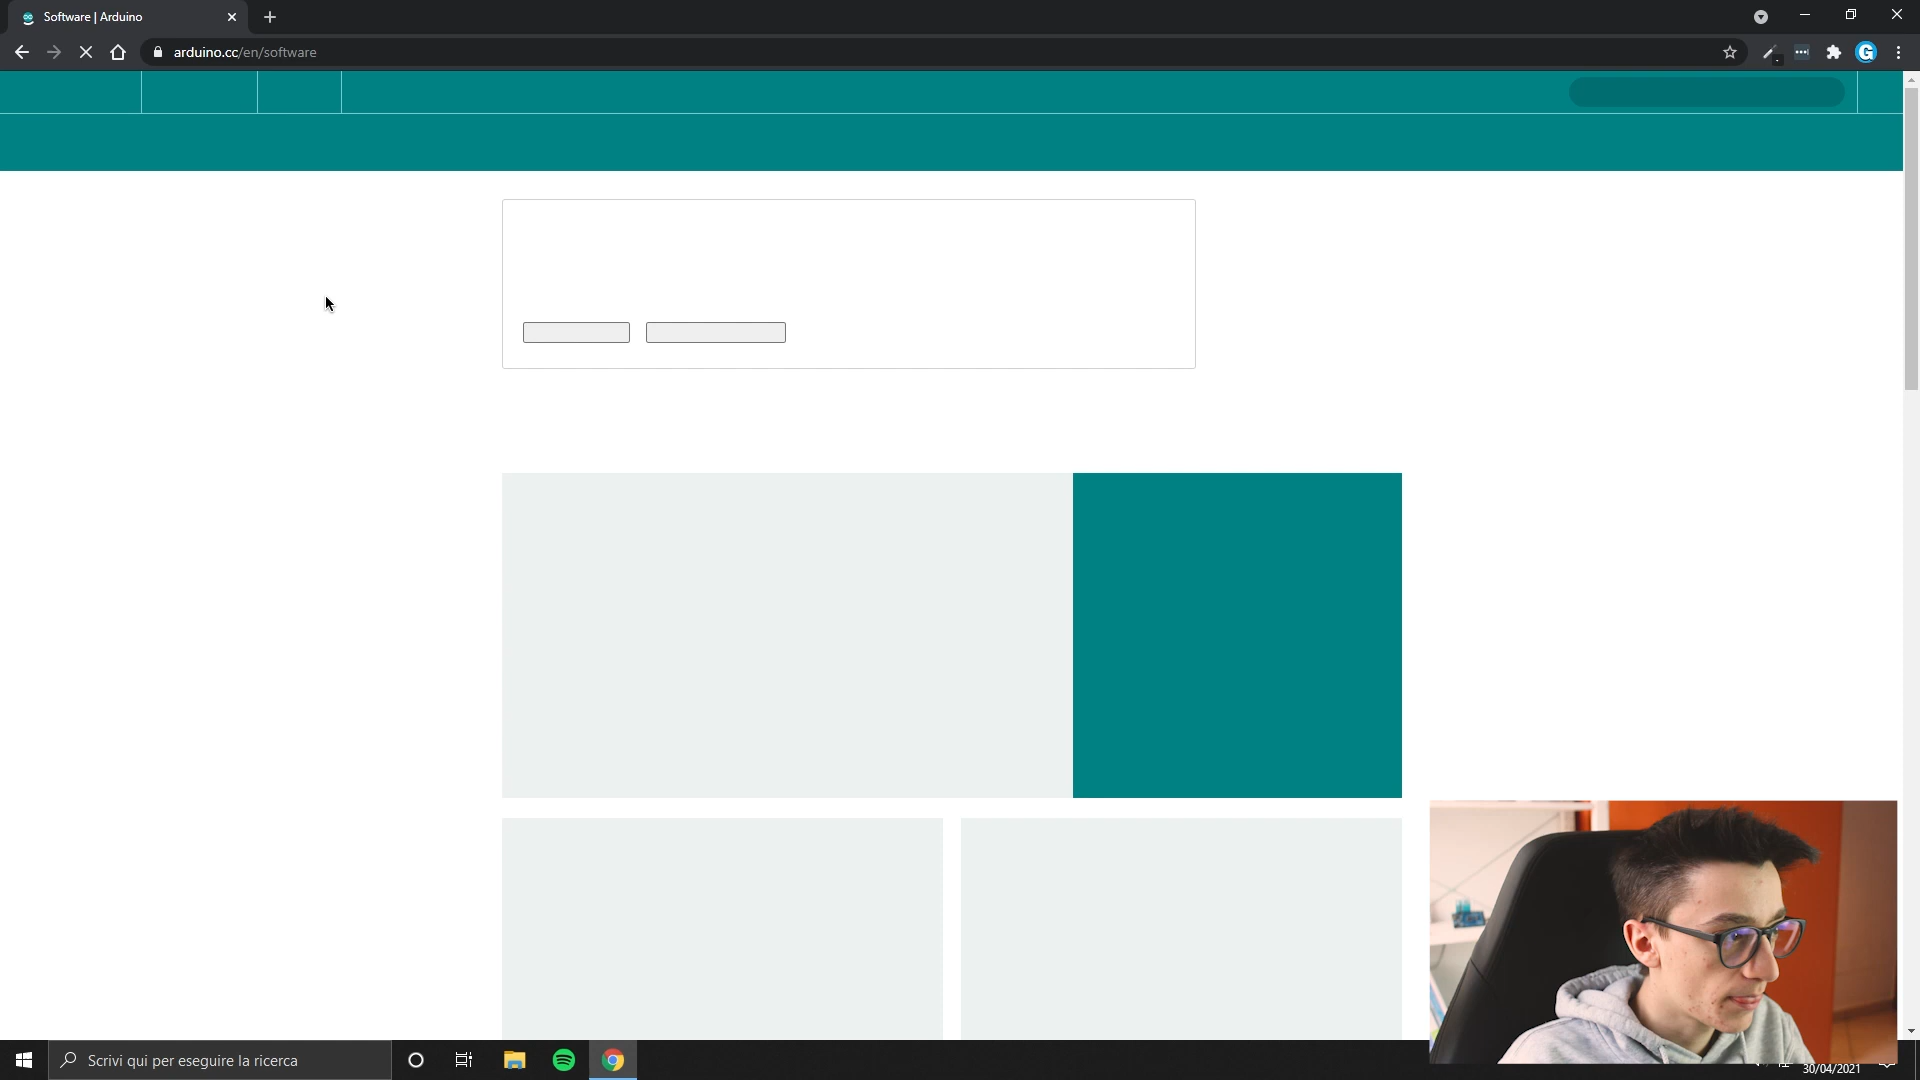 Software | Arduino
arduino.cc/en/software
G
Scrivi qui per eseguire la ricerca
30/04/2021